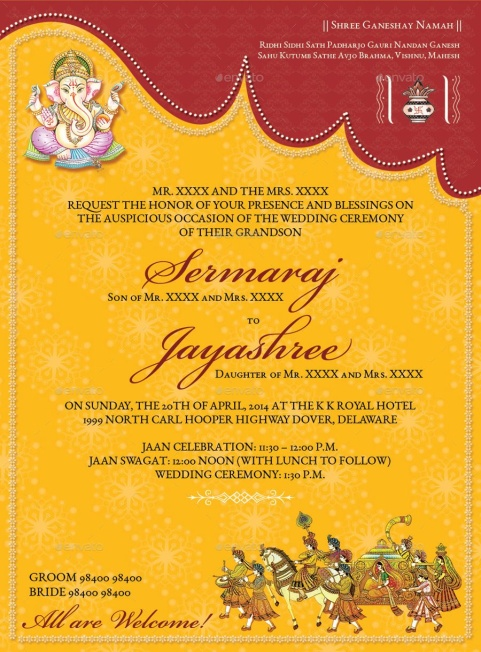 || Shree Ganeshay Namah ||
Ridhi Sidhi Sath Padharjo Gauri Nandan Ganesh
Sahu Kutumb Sathe Avjo Brahma, Vishnu, Mahesh
MR. XXXX AND THE MRS. XXXX
REQUEST THE HONOR OF YOUR PRESENCE AND BLESSINGS ON
THE AUSPICIOUS OCCASION OF THE WEDDING CEREMONY
OF THEIR GRANDSON
Sermaraj
Son of Mr. XXXX and Mrs. XXXX
TO
Jayashree
Daughter of Mr. XXXX and Mrs. XXXX
ON SUNDAY, THE 20TH OF APRIL, 2014 AT THE K K ROYAL HOTEL
1999 NORTH CARL HOOPER HIGHWAY DOVER, DELAWARE
JAAN CELEBRATION: 11:30 – 12:00 P.M.
JAAN SWAGAT: 12:00 NOON (WITH LUNCH TO FOLLOW)
WEDDING CEREMONY: 1:30 P.M.
GROOM 98400 98400
BRIDE 98400 98400
All are Welcome!
envato
envato